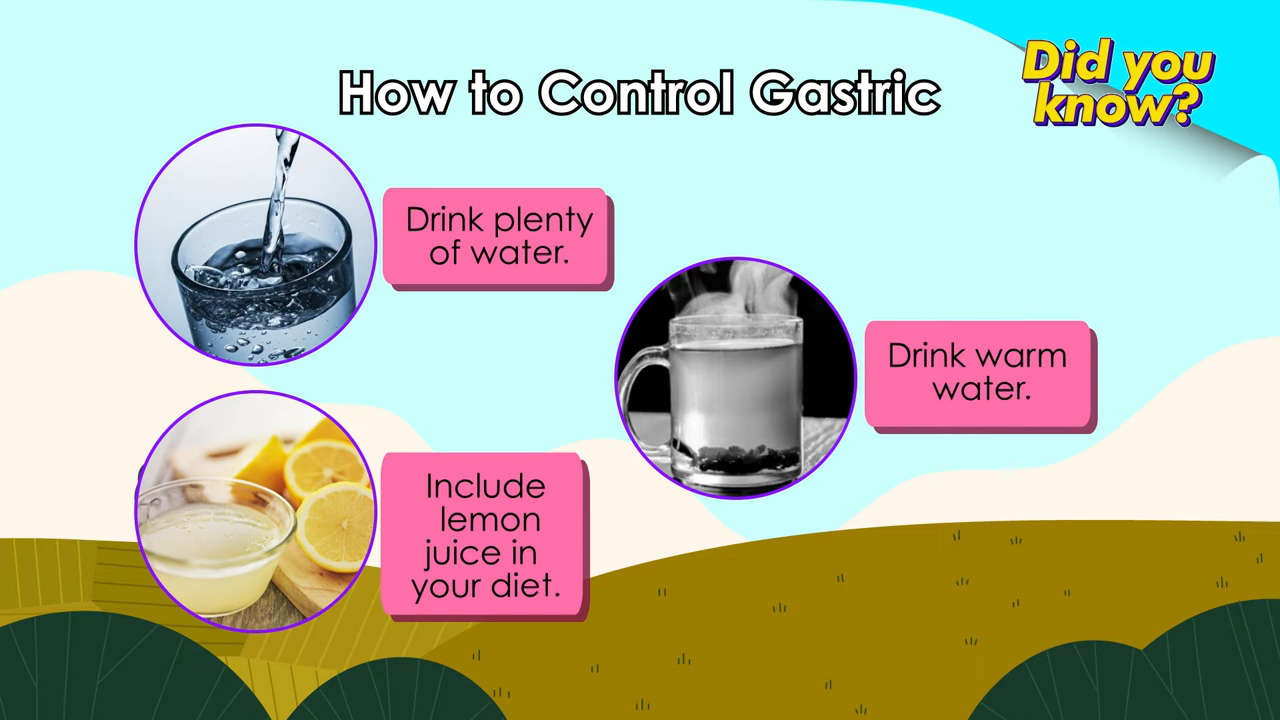 Did you
know?
How to Control Gastric
Drink plenty
of water.
Drink warm
water.
Include
lemon
juice in
your diet.